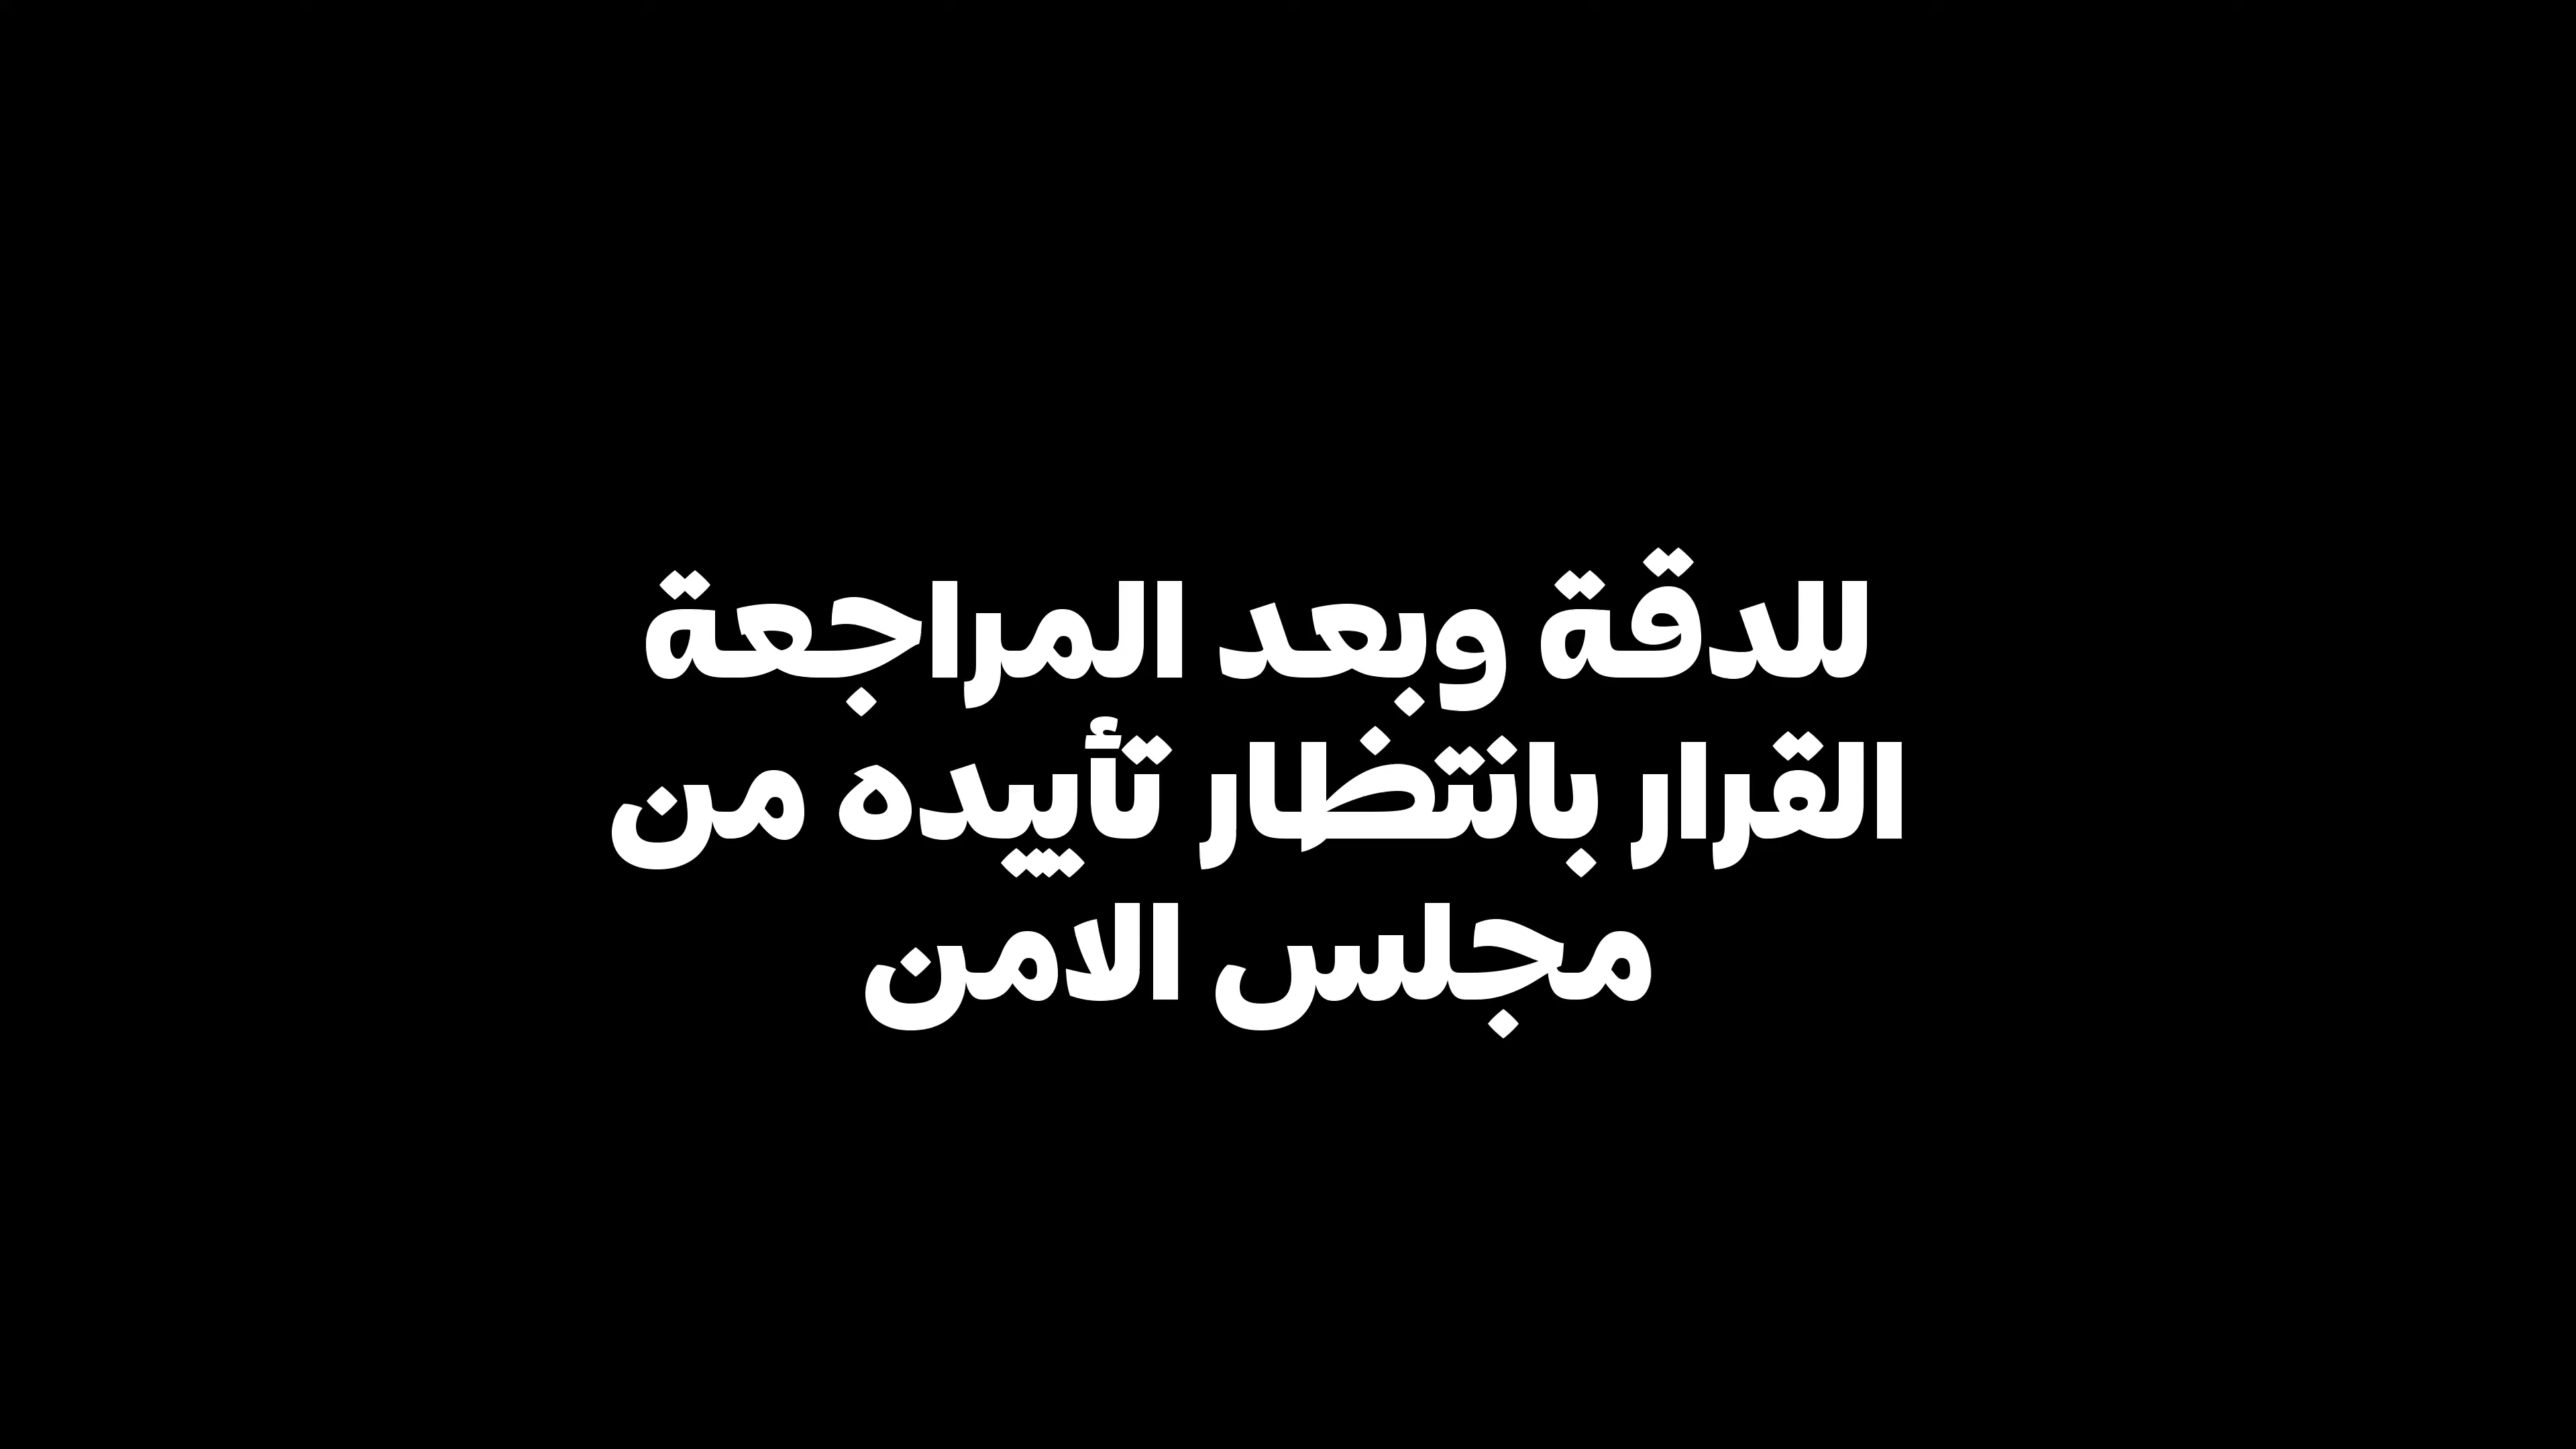 للدقة وبعد المراجعة
القرار بانتظار تأييده من
مجلس الامن